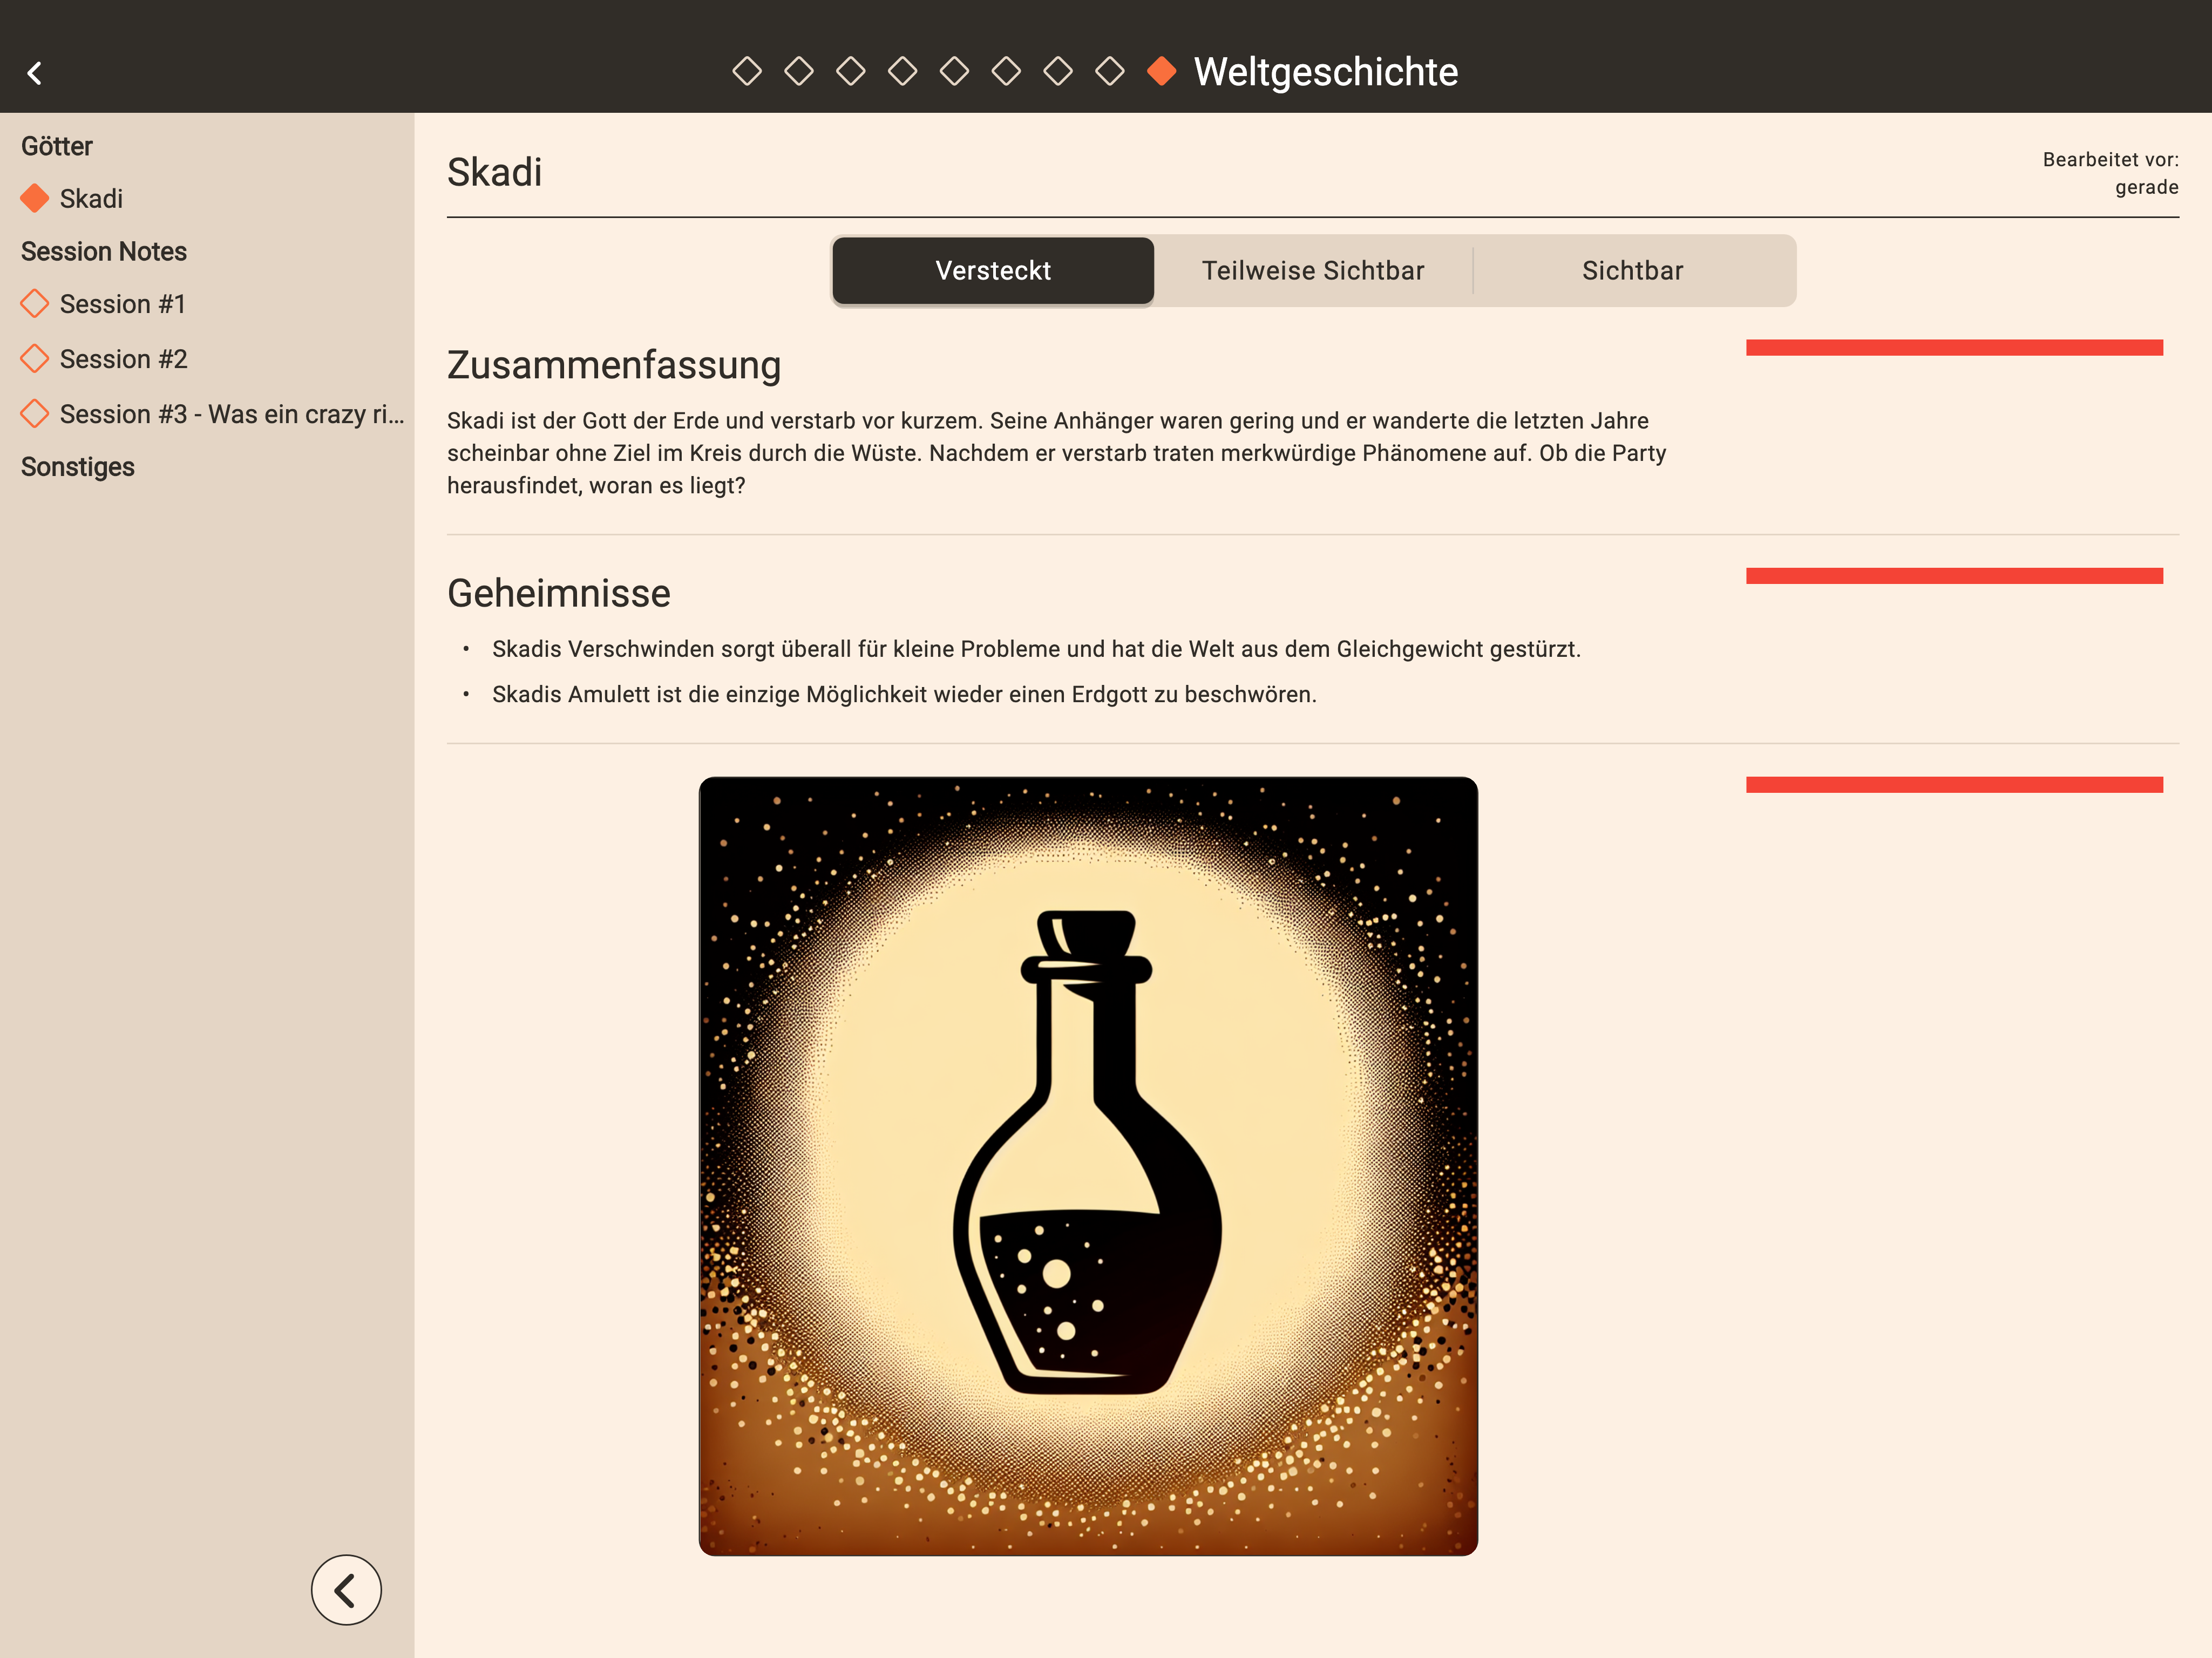 Weltgeschichte
Götter
Skadi
Session Notes
Session #1
Session #2
Session #3 - Was ein crazy ri...
Sonstiges
Skadi
Bearbeitet vor:
gerade
Versteckt
Teilweise Sichtbar
Sichtbar
Zusammenfassung
Skadi ist der Gott der Erde und verstarb vor kurzem. Seine Anhänger waren gering und er wanderte die letzten Jahre
scheinbar ohne Ziel im Kreis durch die Wüste. Nachdem er verstarb traten merkwürdige Phänomene auf. Ob die Party
herausfindet, woran es liegt?
Geheimnisse
• Skadis Verschwinden sorgt überall für kleine Probleme und hat die Welt aus dem Gleichgewicht gestürzt.
• Skadis Amulett ist die einzige Möglichkeit wieder einen Erdgott zu beschwören.